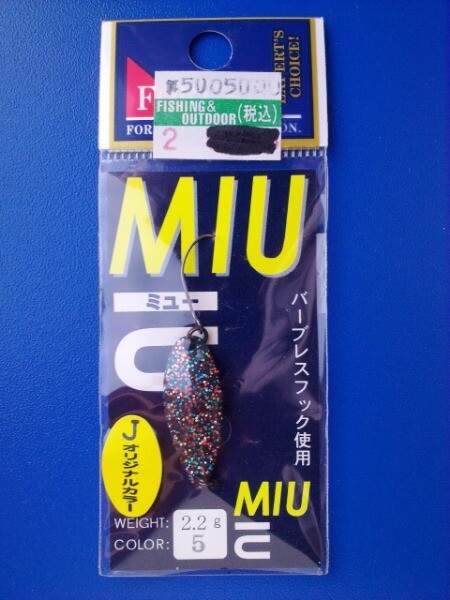 EXPERT'S
CHOICE!
FISHING &
OUTDOOR (税込)
2
FOR
MIU
ミュー
バーブレスフック使用
J
オリジナルカラー
MIU
WEIGHT: 2.2g
COLOR: 5